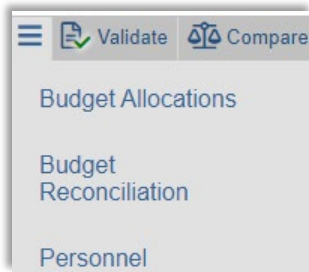 Validate Compare
Budget Allocations
Budget
Reconciliation
Personnel